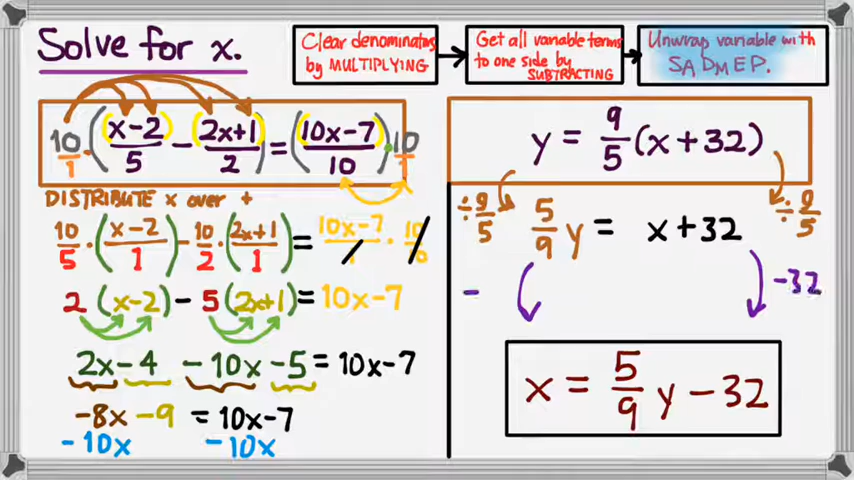 Solve for x.
Clear denominators by MULTIPLYING
Get all variable terms to one side by SUBTRACTING
Unwrap variable with SADMEP.
10/1 · ((x-2)/5) - ((2x+1)/2) = ((10x-7)/10) · 10/1
DISTRIBUTE x over +
10/5 · ((x-2)/1) - 10/2 · ((2x+1)/1) = 10x-7 · 10
2 (x-2) - 5 (2x+1) = 10x-7
2x-4 -10x -5 = 10x-7
-8x -9 = 10x-7
-10x -10x
y = 9/5 (x+32)
÷ 9/5 5/9 y = x+32 ÷ 9/5
- -32
x = 5/9 y - 32